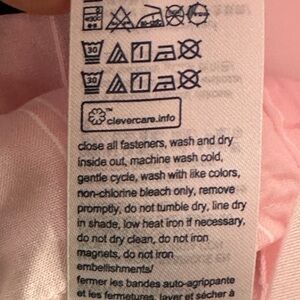 30
30
clevercare.info
close all fasteners, wash and dry
inside out, machine wash cold,
gentle cycle, wash with like colors,
non-chlorine bleach only, remove
promptly, do not tumble dry, line dry
in shade, low heat iron if necessary,
do not dry clean, do not iron
magnets, do not iron
embellishments/
fermer les bandes auto-agrippante
et les fermetures, laver et sécher à